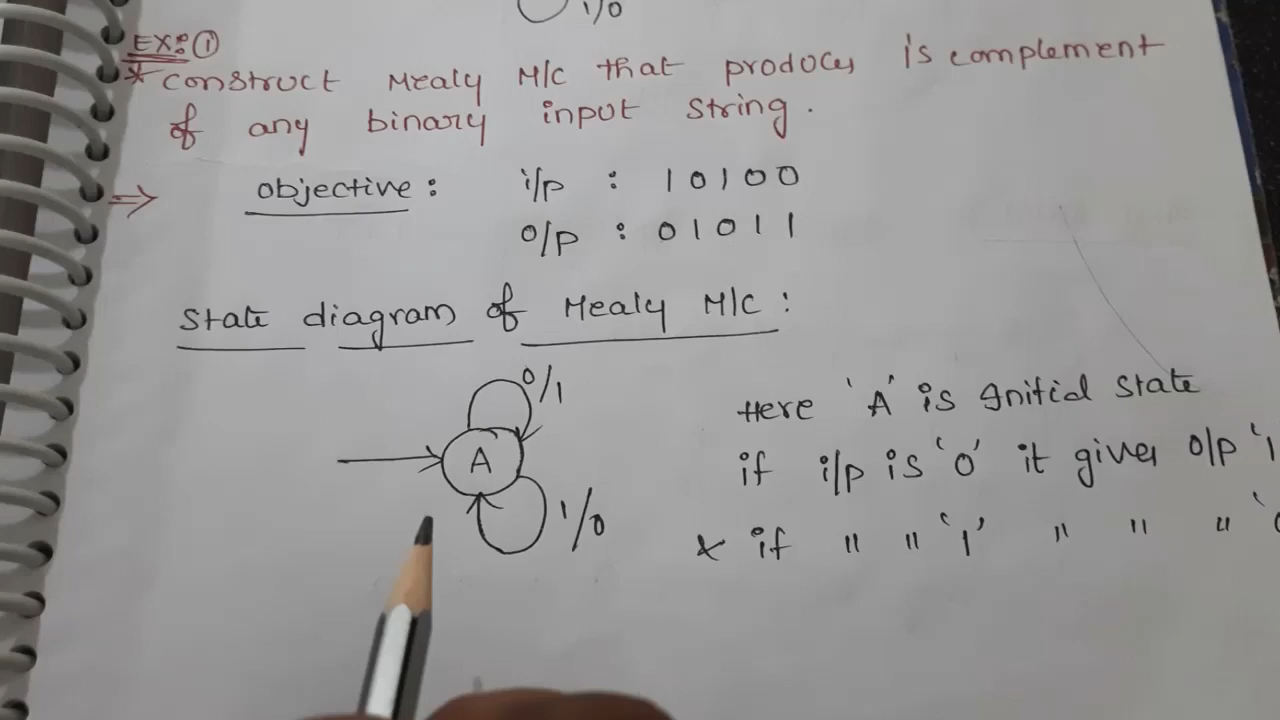 1/0
EX:①
* construct Mealy M/C that produces is complement
of any binary input string.
⇒ objective: i/p : 10100
o/p : 01011
State diagram of Mealy M/C:
0/1
A
1/0
Here 'A' is Initial state
if i/p is '0' it gives o/p '1
* if " " '1' " " " '0